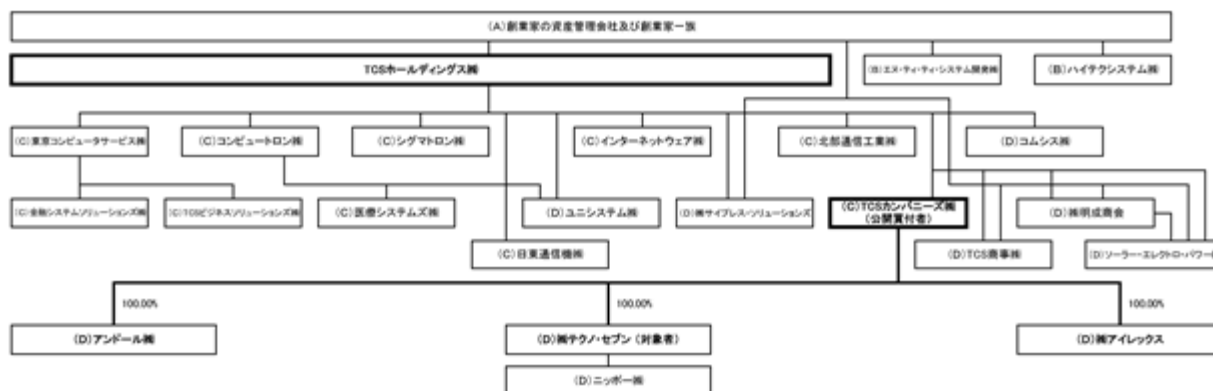 (A)創業家の資産管理会社及び創業家一族
TCSホールディングス㈱
(B)エヌ・ティ・ティ・システム開発㈱
(B)ハイテクシステム㈱
(C)東京コンピュータサービス㈱
(C)コンピュートロン㈱
(C)シグマトロン㈱
(C)インターネットウェア㈱
(C)北部通信工業㈱
(D)コムシス㈱
(C)金融システムソリューションズ㈱
(C)TCSビジネスソリューションズ㈱
(C)医療システムズ㈱
(D)ユニシステム㈱
(D)㈱サイプレス・ソリューションズ
(C)TCSカンパニーズ㈱
(公開買付者)
(D)㈱明成商会
(C)日東通信機㈱
(D)TCS商事㈱
(D)ソーラー・エレクトロ・パワー
100.00%
100.00%
100.00%
(D)アンドール㈱
(D)㈱テクノ・セブン (対象者)
(D)㈱アイレックス
(D)ニッポー㈱